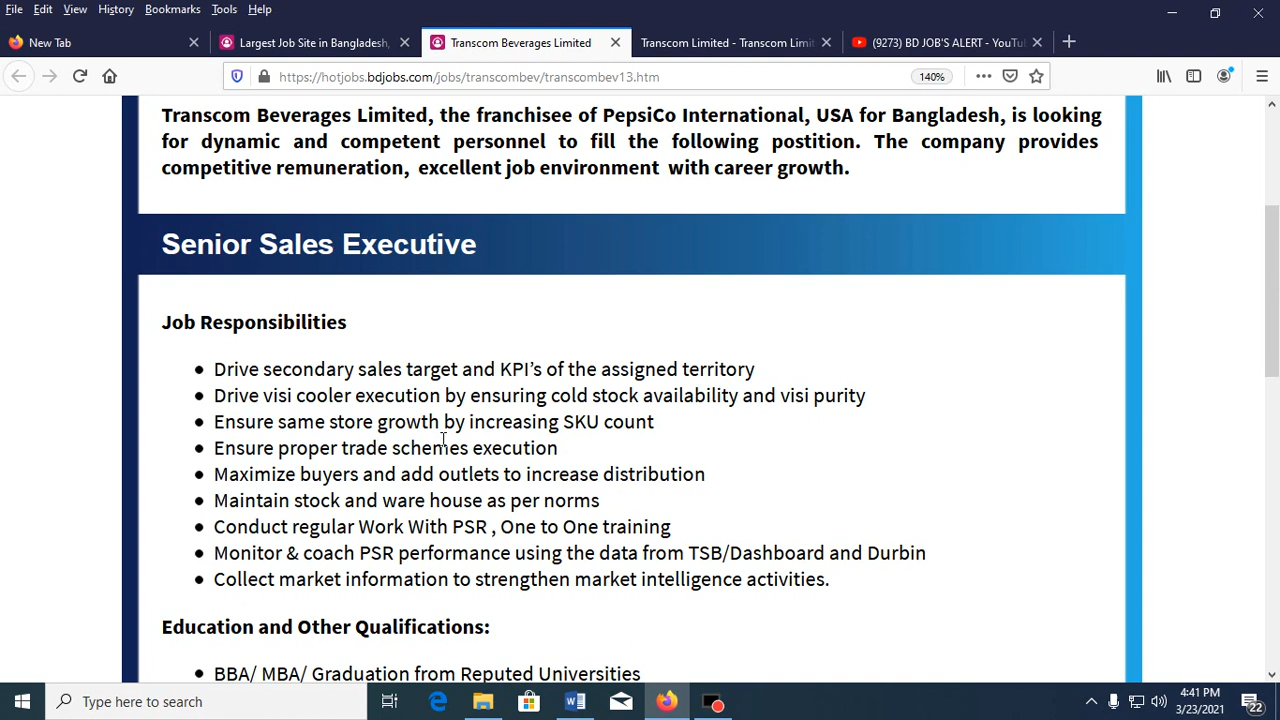 File Edit View History Bookmarks Tools Help
New Tab
Largest Job Site in Bangladesh,
Transcom Beverages Limited
Transcom Limited - Transcom Limit
(9273) BD JOB'S ALERT - YouTu
https://hotjobs.bdjobs.com/jobs/transcombev/transcombev13.htm
140%
Transcom Beverages Limited, the franchisee of PepsiCo International, USA for Bangladesh, is looking
for dynamic and competent personnel to fill the following postition. The company provides
competitive remuneration, excellent job environment with career growth.
Senior Sales Executive
Job Responsibilities
Drive secondary sales target and KPI's of the assigned territory
Drive visi cooler execution by ensuring cold stock availability and visi purity
Ensure same store growth by increasing SKU count
Ensure proper trade schemes execution
Maximize buyers and add outlets to increase distribution
Maintain stock and ware house as per norms
Conduct regular Work With PSR , One to One training
Monitor & coach PSR performance using the data from TSB/Dashboard and Durbin
Collect market information to strengthen market intelligence activities.
Education and Other Qualifications:
BBA/ MBA/ Graduation from Reputed Universities
Type here to search
4:41 PM
3/23/2021
22